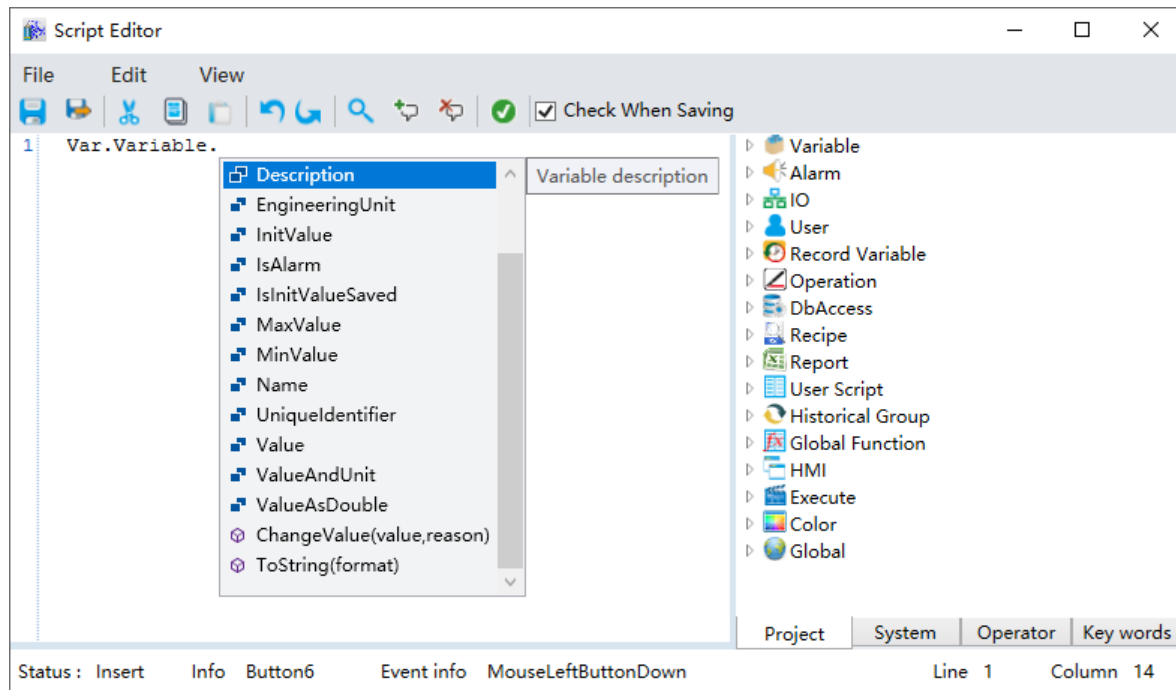 Script Editor
File Edit View
Check When Saving
1 Var.Variable.
Description
Variable description
EngineeringUnit
InitValue
IsAlarm
IsInitValueSaved
MaxValue
MinValue
Name
UniqueIdentifier
Value
ValueAndUnit
ValueAsDouble
ChangeValue(value,reason)
ToString(format)
Variable
Alarm
IO
User
Record Variable
Operation
DbAccess
Recipe
Report
User Script
Historical Group
Global Function
HMI
Execute
Color
Global
Project System Operator Key words
Status : Insert Info Button6 Event info MouseLeftButtonDown Line 1 Column 14